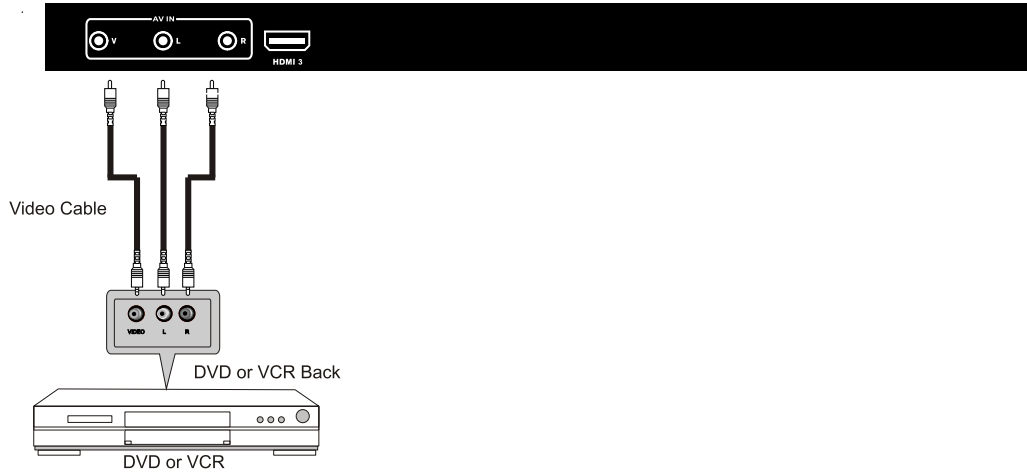 AV IN
V L R
HDMI 3
Video Cable
VIDEO L R
DVD or VCR Back
DVD or VCR